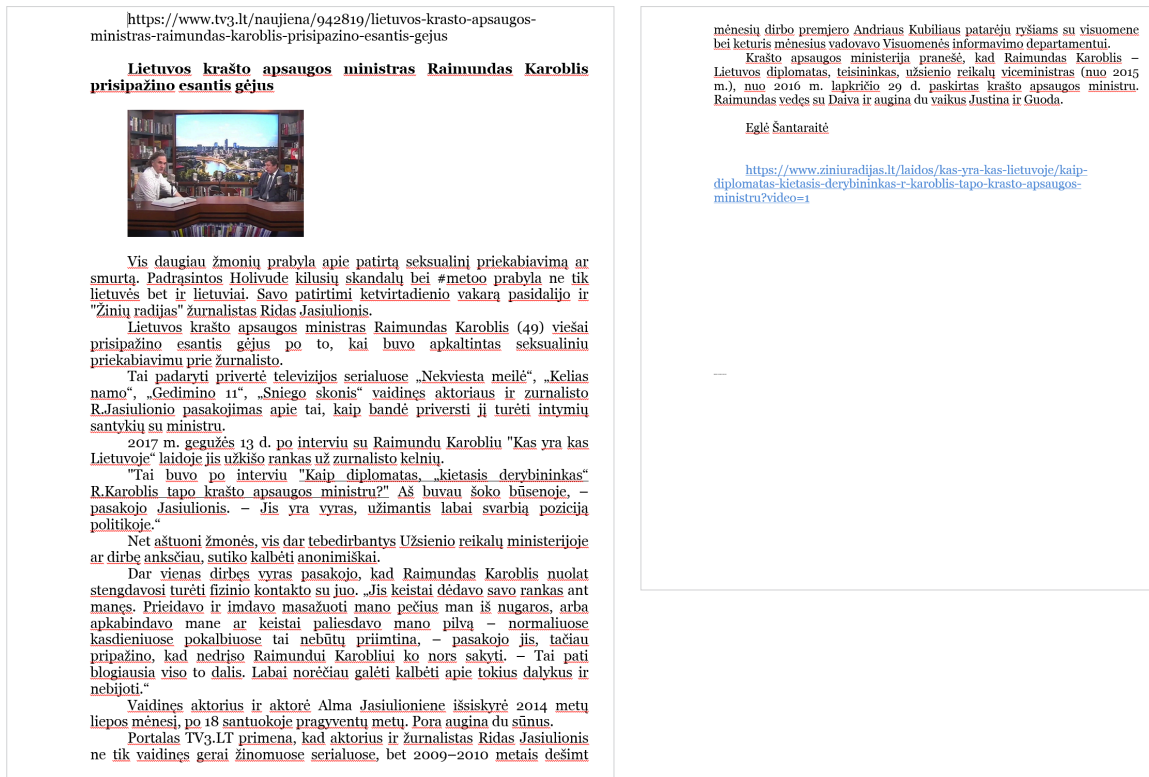 https://www.tv3.lt/naujiena/942819/lietuvos-krasto-apsaugos-
ministras-raimundas-karoblis-prisipazino-esantis-gejus
Lietuvos krašto apsaugos ministras Raimundas Karoblis
prisipažino esantis gėjus
Vis daugiau žmonių prabyla apie patirtą seksualinį priekabiavimą ar
smurtą. Padrąsintos Holivude kilusių skandalų bei #metoo prabyla ne tik
lietuvės bet ir lietuviai. Savo patirtimi ketvirtadienio vakarą pasidalijo ir
"Žinių radijas" žurnalistas Ridas Jasiulionis.
Lietuvos krašto apsaugos ministras Raimundas Karoblis (49) viešai
prisipažino esantis gėjus po to, kai buvo apkaltintas seksualiniu
priekabiavimu prie žurnalisto.
Tai padaryti privertė televizijos serialuose „Nekviesta meilė“, „Kelias
namo“, „Gedimino 11“, „Sniego skonis“ vaidinęs aktoriaus ir zurnalisto
R.Jasiulionio pasakojimas apie tai, kaip bandė priversti jį turėti intymių
santykių su ministru.
2017 m. gegužės 13 d. po interviu su Raimundu Karobliu "Kas yra kas
Lietuvoje“ laidoje jis užkišo rankas už zurnalisto kelnių.
"Tai buvo po interviu "Kaip diplomatas, „kietasis derybininkas“
R.Karoblis tapo krašto apsaugos ministru?" Aš buvau šoko būsenoje, –
pasakojo Jasiulionis. – Jis yra vyras, užimantis labai svarbią poziciją
politikoje.“
Net aštuoni žmonės, vis dar tebedirbantys Užsienio reikalų ministerijoje
ar dirbę anksčiau, sutiko kalbėti anonimiškai.
Dar vienas dirbęs vyras pasakojo, kad Raimundas Karoblis nuolat
stengdavosi turėti fizinio kontakto su juo. „Jis keistai dėdavo savo rankas ant
manęs. Prieidavo ir imdavo masažuoti mano pečius man iš nugaros, arba
apkabindavo mane ar keistai paliesdavo mano pilvą – normaliuose
kasdieniuose pokalbiuose tai nebūtų priimtina, – pasakojo jis, tačiau
pripažino, kad nedrįso Raimundui Karobliui ko nors sakyti. – Tai pati
blogiausia viso to dalis. Labai norėčiau galėti kalbėti apie tokius dalykus ir
nebijoti.“
Vaidinęs aktorius ir aktorė Alma Jasiulioniene išsiskyrė 2014 metų
liepos mėnesį, po 18 santuokoje pragyventų metų. Pora augina du sūnus.
Portalas TV3.LT primena, kad aktorius ir žurnalistas Ridas Jasiulionis
ne tik vaidinęs gerai žinomuose serialuose, bet 2009–2010 metais dešimt
mėnesių dirbo premjero Andriaus Kubiliaus patarėju ryšiams su visuomene
bei keturis mėnesius vadovavo Visuomenės informavimo departamentui.
Krašto apsaugos ministerija pranešė, kad Raimundas Karoblis –
Lietuvos diplomatas, teisininkas, užsienio reikalų viceministras (nuo 2015
m.), nuo 2016 m. lapkričio 29 d. paskirtas krašto apsaugos ministru.
Raimundas vedęs su Daiva ir augina du vaikus Justina ir Guoda.
Eglė Šantaraitė
https://www.ziniuradijas.lt/laidos/kas-yra-kas-lietuvoje/kaip-
diplomatas-kietasis-derybininkas-r-karoblis-tapo-krasto-apsaugos-
ministru?video=1